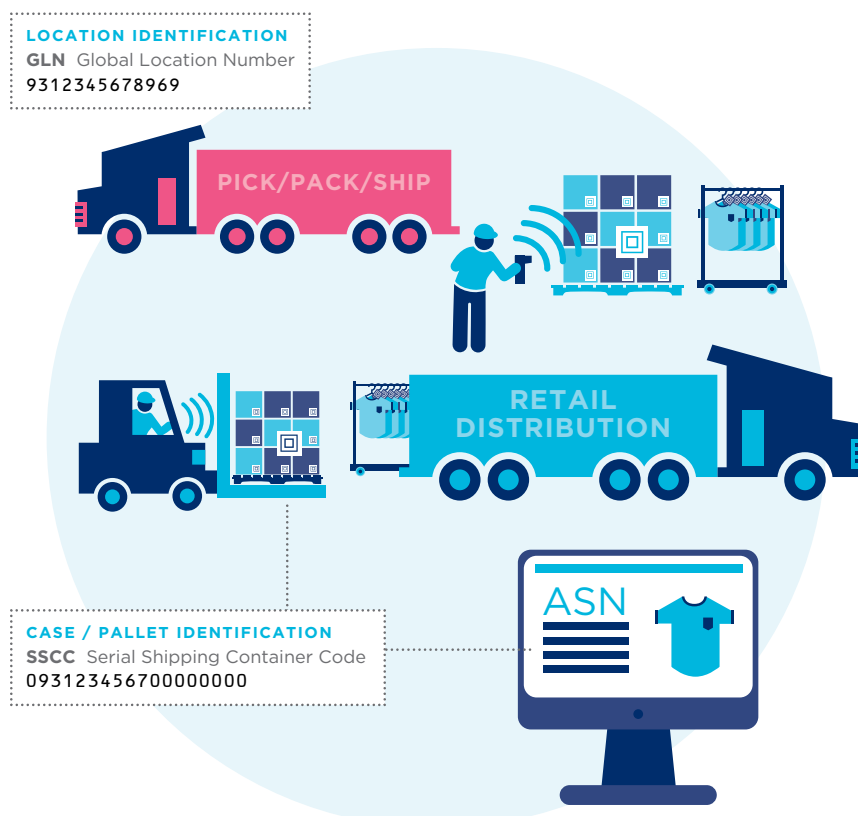 LOCATION IDENTIFICATION
GLN Global Location Number
9312345678969
PICK/PACK/SHIP
RETAIL
DISTRIBUTION
ASN
CASE / PALLET IDENTIFICATION
SSCC Serial Shipping Container Code
093123456700000000